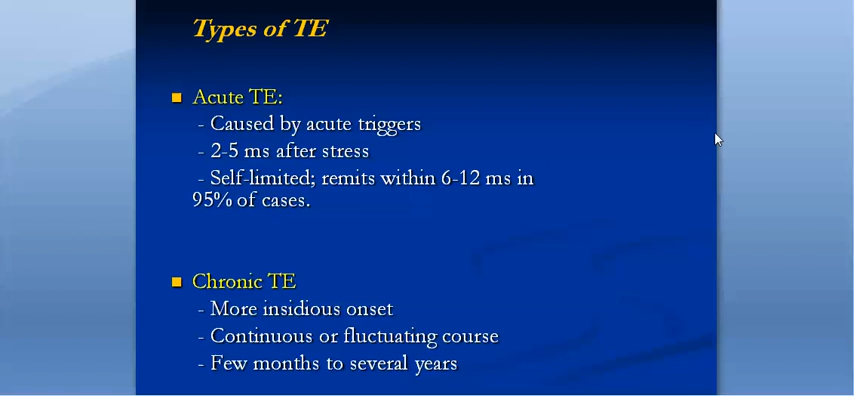 Types of TE
Acute TE:
- Caused by acute triggers
- 2-5 ms after stress
- Self-limited; remits within 6-12 ms in
95% of cases.
Chronic TE
- More insidious onset
- Continuous or fluctuating course
- Few months to several years